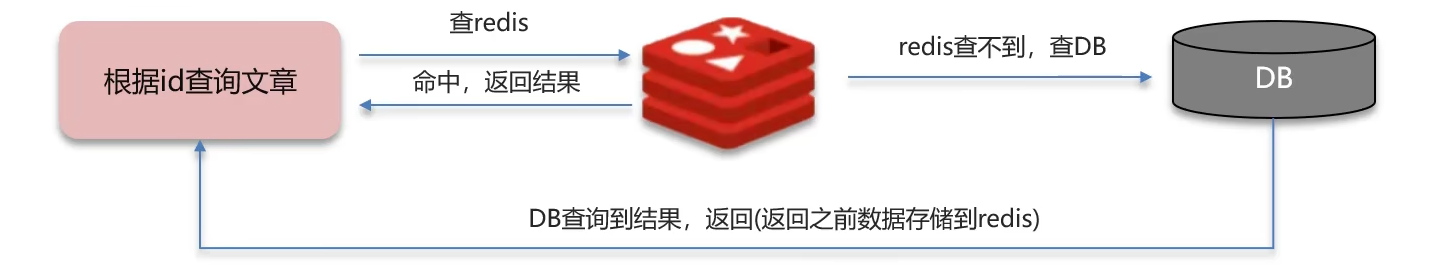 查redis
redis查不到，查DB
根据id查询文章
命中，返回结果
DB
DB查询到结果，返回(返回之前数据存储到redis)